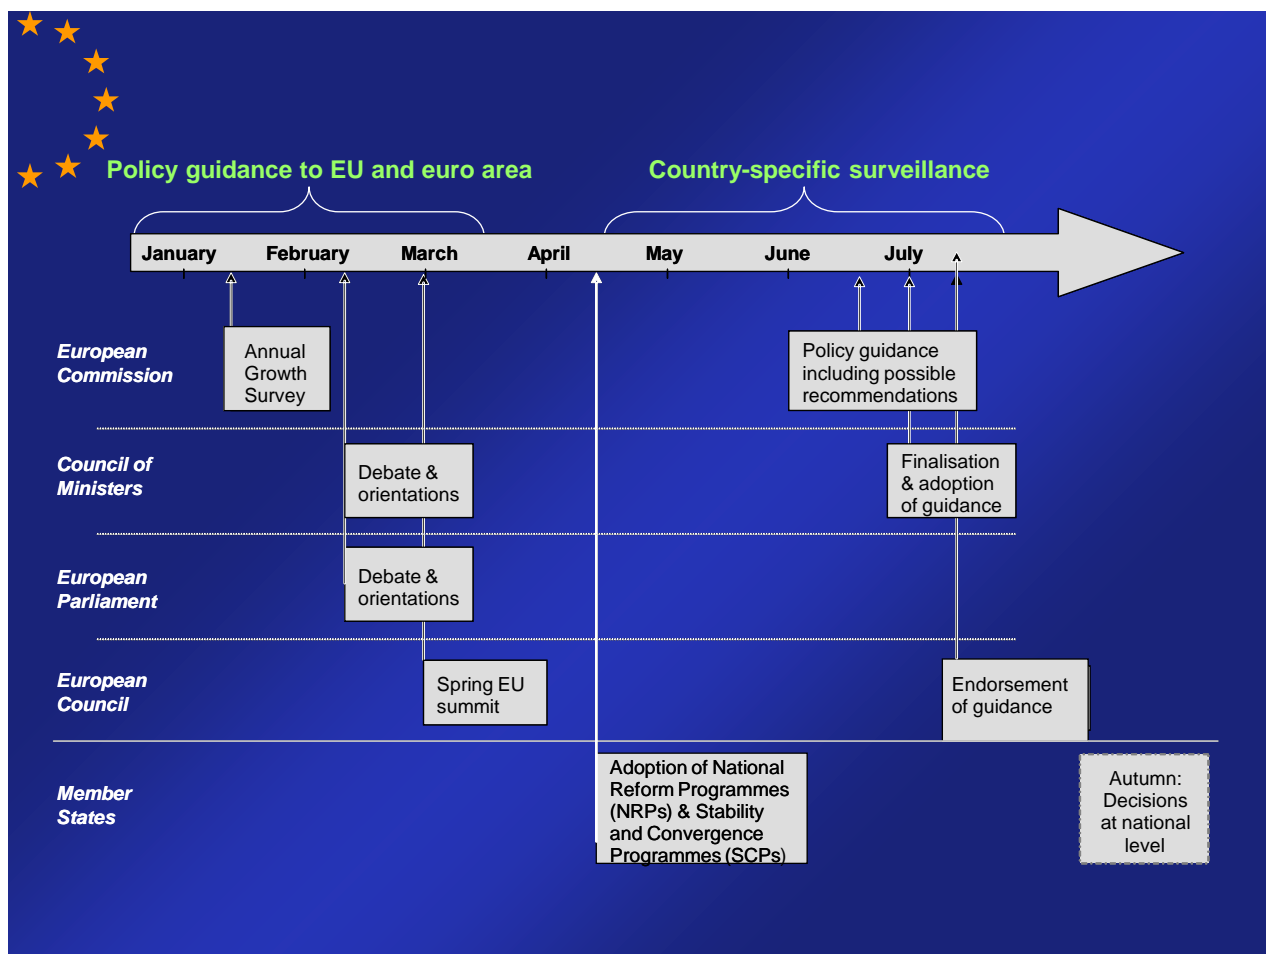 Policy guidance to EU and euro area
Country-specific surveillance
January February March April May June July
European
Commission
Annual
Growth
Survey
Policy guidance
including possible
recommendations
Council of
Ministers
Debate &
orientations
Finalisation
& adoption
of guidance
European
Parliament
Debate &
orientations
European
Council
Spring EU
summit
Endorsement
of guidance
Member
States
Adoption of National
Reform Programmes
(NRPs) & Stability
and Convergence
Programmes (SCPs)
Autumn:
Decisions
at national
level